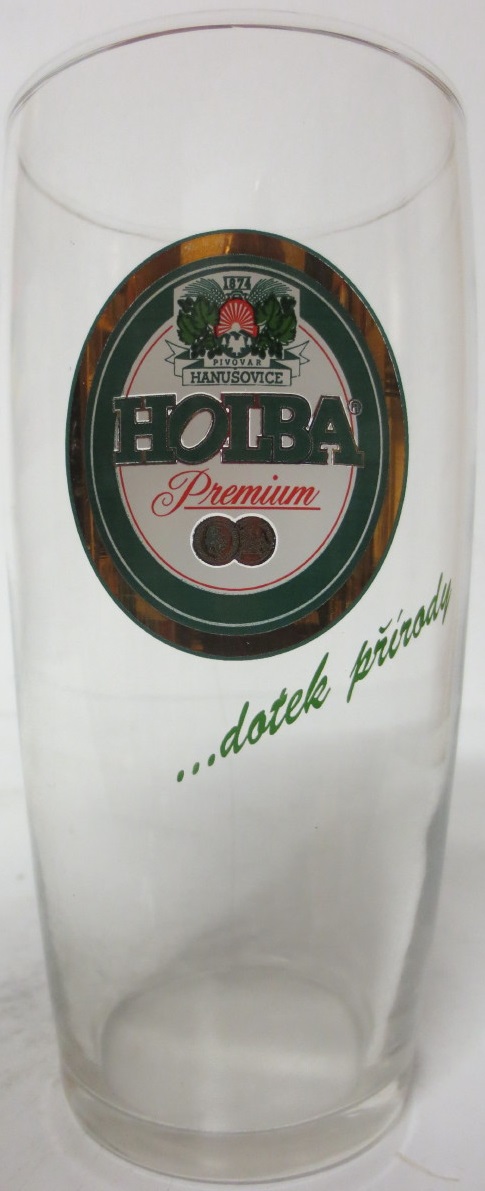 1874
PIVOVAR
HANUŠOVICE
HOLBA®
Premium
...dotek přírody